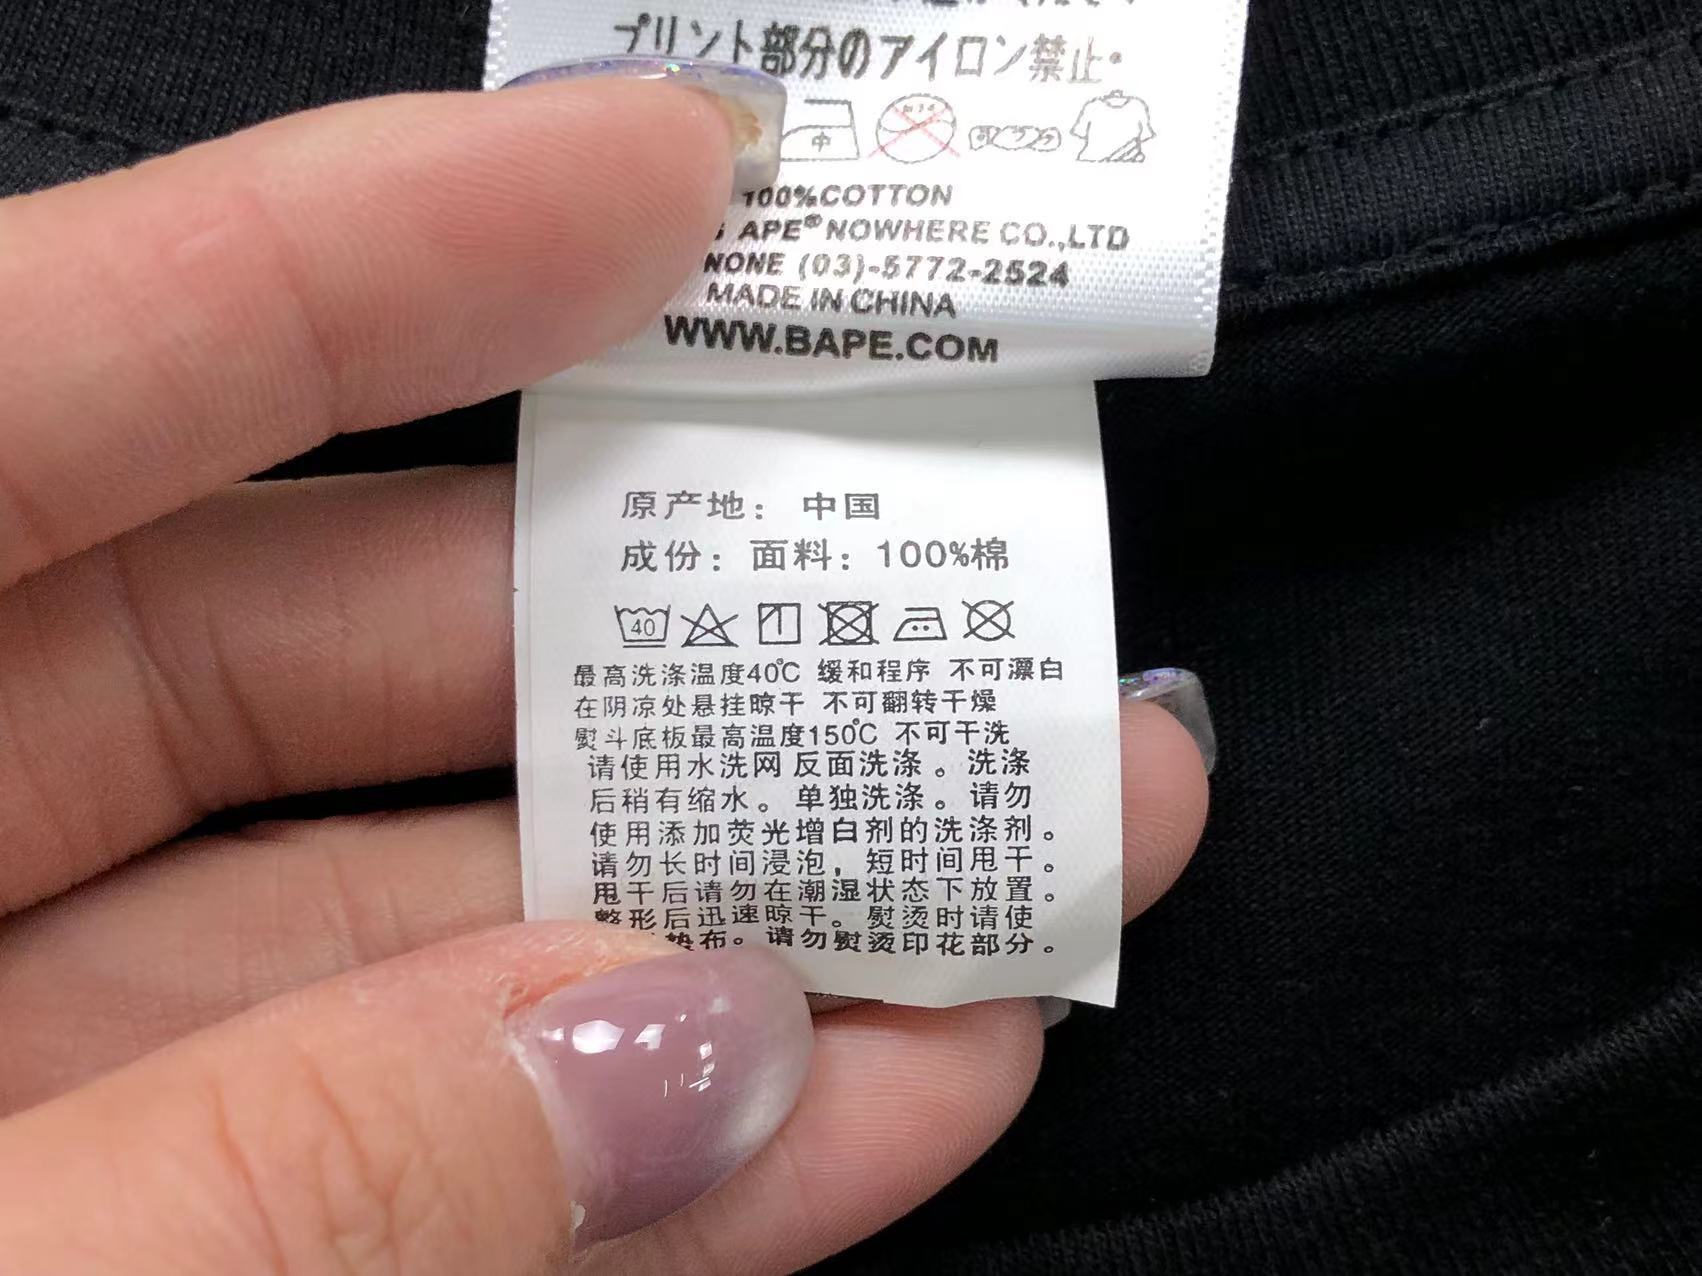 プリント部分のアイロン禁止・
中
100%COTTON
APE® NOWHERE CO.,LTD
(03)-5772-2524
MADE IN CHINA
WWW.BAPE.COM
原产地：中国
成份：面料：100%棉
40
最高洗涤温度40℃ 缓和程序 不可漂白
在阴凉处悬挂晾干 不可翻转干燥
熨斗底板最高温度150℃ 不可干洗
请使用水洗网反面洗涤。洗涤
后稍有缩水。单独洗涤。请勿
使用添加荧光增白剂的洗涤剂。
请勿长时间浸泡，短时间甩干。
甩干后请勿在潮湿状态下放置。
整形后迅速晾干。熨烫时请使
垫布。请勿熨烫印花部分。